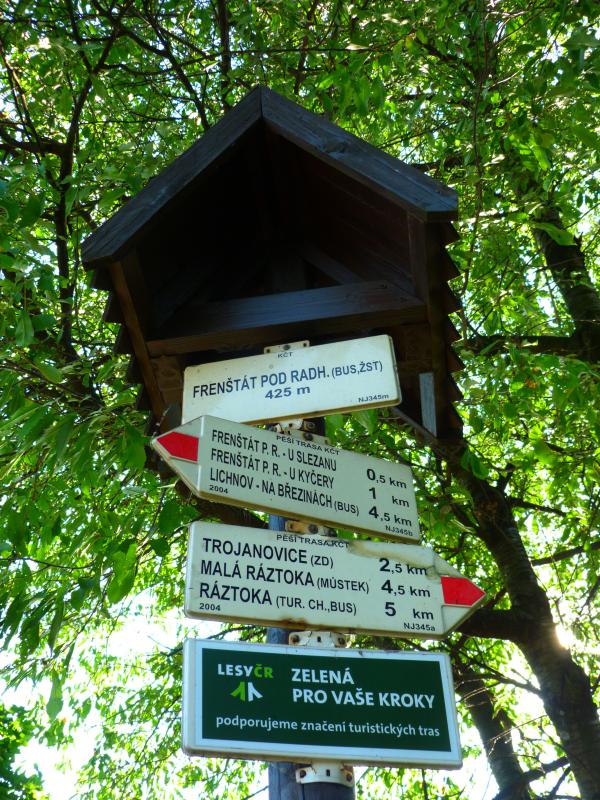 KČT
FRENŠTÁT POD RADH. (BUS,ŽST)
425 m
NJ345m
PĚŠÍ TRASA KČT
FRENŠTÁT P. R. - U SLEZANU 0,5 km
FRENŠTÁT P. R. - U KYČERY 1 km
LICHNOV - NA BŘEZINÁCH (BUS) 4,5 km
2004 NJ345b
PĚŠÍ TRASA KČT
TROJANOVICE (ZD) 2,5 km
MALÁ RÁZTOKA (MŮSTEK) 4,5 km
RÁZTOKA (TUR. CH.,BUS) 5 km
2004 NJ345a
LESYČR ZELENÁ
PRO VAŠE KROKY
podporujeme značení turistických tras